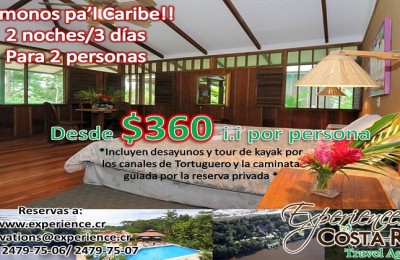 monos pa'l Caribe!!
2 noches/3 días
Para 2 personas
Desde $360 i.i por persona
*Incluyen desayunos y tour de kayak por
los canales de Tortuguero y la caminata
guiada por la reserva privada *
Reservas a:
www.experience.cr
vations@experience.cr
2479-75-06/ 2479-75-07
Experience
COSTA R
Travel Ag